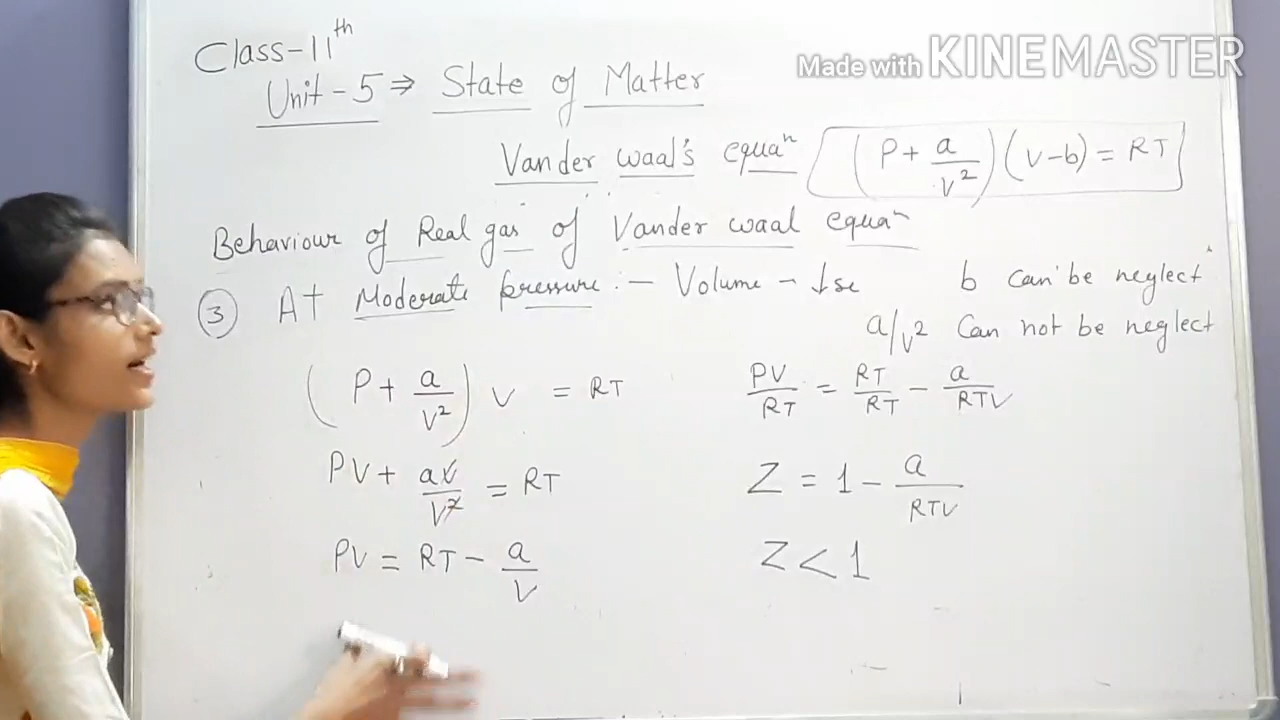 Class-11th
Made with KINEMASTER
Unit-5 ⇒ State of Matter
Vander waal's equaⁿ (P + a/v²)(v-b) = RT
Behaviour of Real gas of Vander waal equaⁿ
③ At Moderate pressure :- Volume - ↓se b can be neglect
a/v² Can not be neglect
(P + a/v²) v = RT
PV + av/v² = RT
PV = RT - a/v
PV/RT = RT/RT - a/RTV
Z = 1 - a/RTV
Z < 1